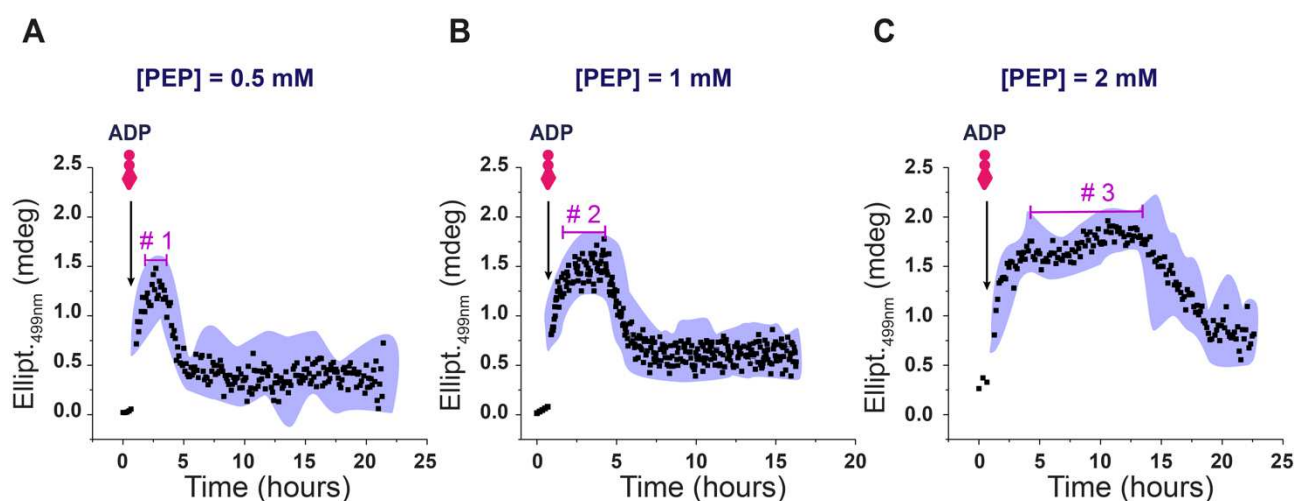 A
B
C
[PEP] = 0.5 mM
[PEP] = 1 mM
[PEP] = 2 mM
ADP
ADP
ADP
# 1
# 2
# 3
Ellipt.499nm (mdeg)
2.5
2.0
1.5
1.0
0.5
0.0
0 5 10 15 20 25
Time (hours)
Ellipt.499nm (mdeg)
2.5
2.0
1.5
1.0
0.5
0.0
0 5 10 15 20
Time (hours)
Ellipt.499nm (mdeg)
2.5
2.0
1.5
1.0
0.5
0.0
0 5 10 15 20 25
Time (hours)